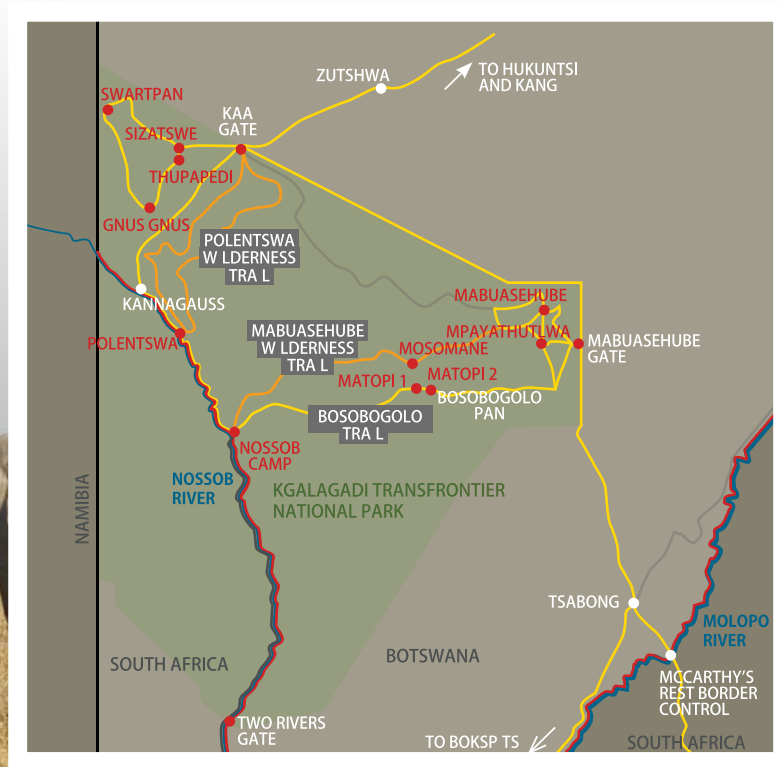 ZUTSHWA
TO HUKUNTSI
AND KANG
SWARTPAN
KAA
GATE
SIZATSWE
THUPAPEDI
GNUS GNUS
POLENTSWA
W LDERNESS
TRA L
KANNAGAUSS
MABUASEHUBE
POLENTSWA
MABUASEHUBE
W LDERNESS
TRA L
MPAYATHUTLWA
MABUASEHUBE
GATE
MOSOMANE
MATOPI 1
MATOPI 2
BOSOBOGOLO
PAN
BOSOBOGOLO
TRA L
NOSSOB
CAMP
NOSSOB
RIVER
KGALAGADI TRANSFRONTIER
NATIONAL PARK
NAMIBIA
TSABONG
MOLOPO
RIVER
SOUTH AFRICA
BOTSWANA
MCCARTHY'S
REST BORDER
CONTROL
TWO RIVERS
GATE
TO BOKSP TS
SOUTH AFRICA